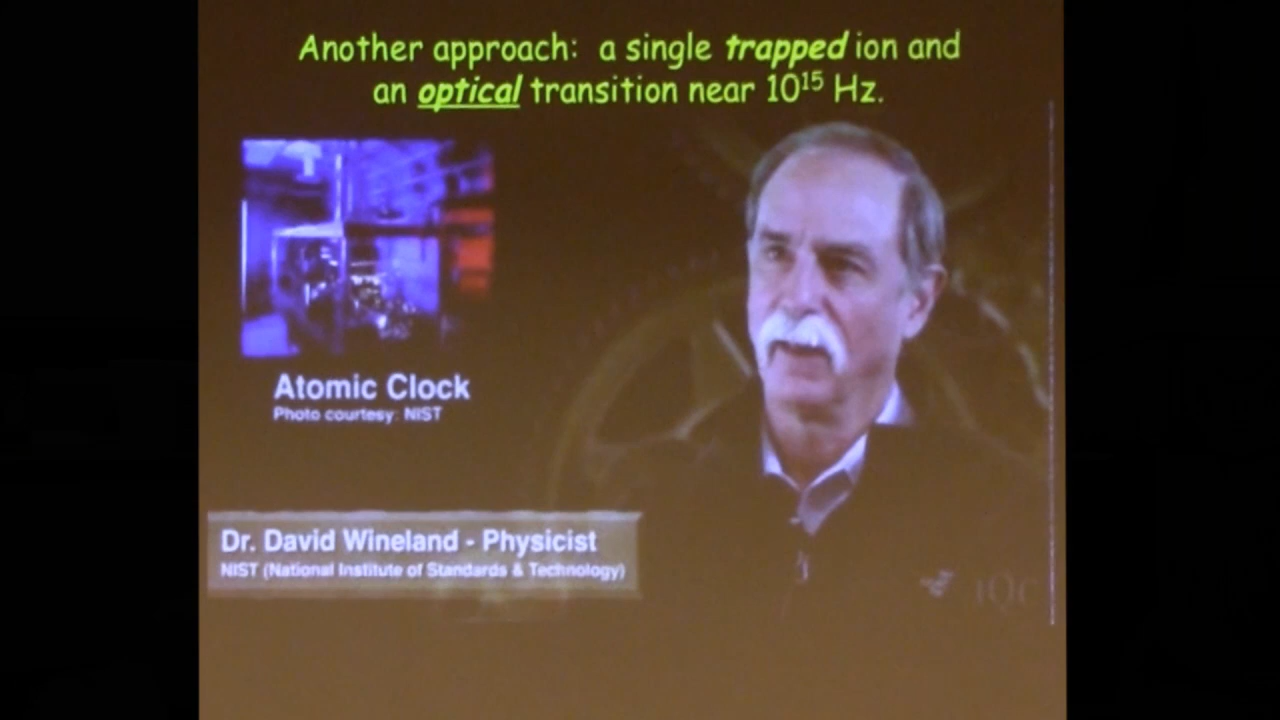 Another approach: a single trapped ion and
an optical transition near 10¹⁵ Hz.
Atomic Clock
Photo courtesy: NIST
Dr. David Wineland - Physicist
NIST (National Institute of Standards & Technology)